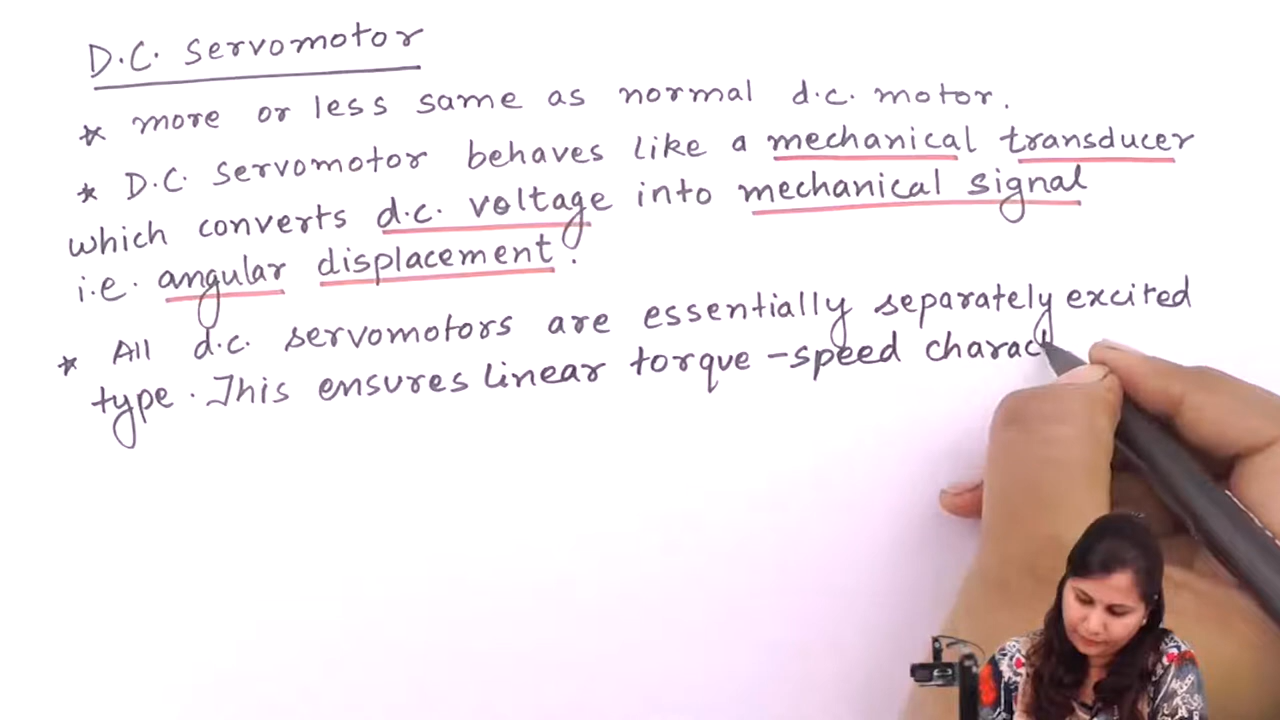 D.C. servomotor
* more or less same as normal d.c. motor.
* D.C. servomotor behaves like a mechanical transducer
which converts d.c. voltage into mechanical signal
i.e. angular displacement.
* All d.c. servomotors are essentially separately excited
type. This ensures linear torque-speed charac